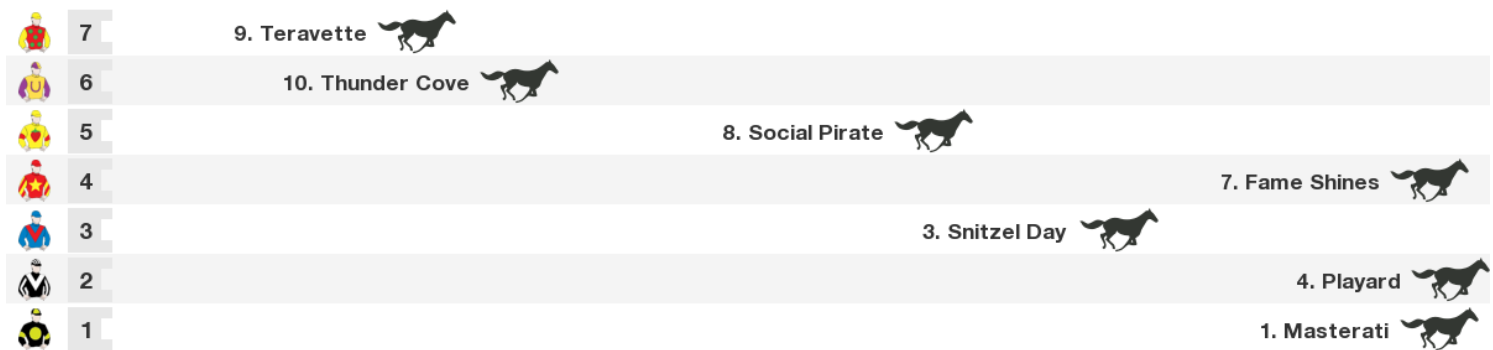 7 9. Teravette
6 10. Thunder Cove
5 8. Social Pirate
4 7. Fame Shines
3 3. Snitzel Day
2 4. Playard
1 1. Masterati